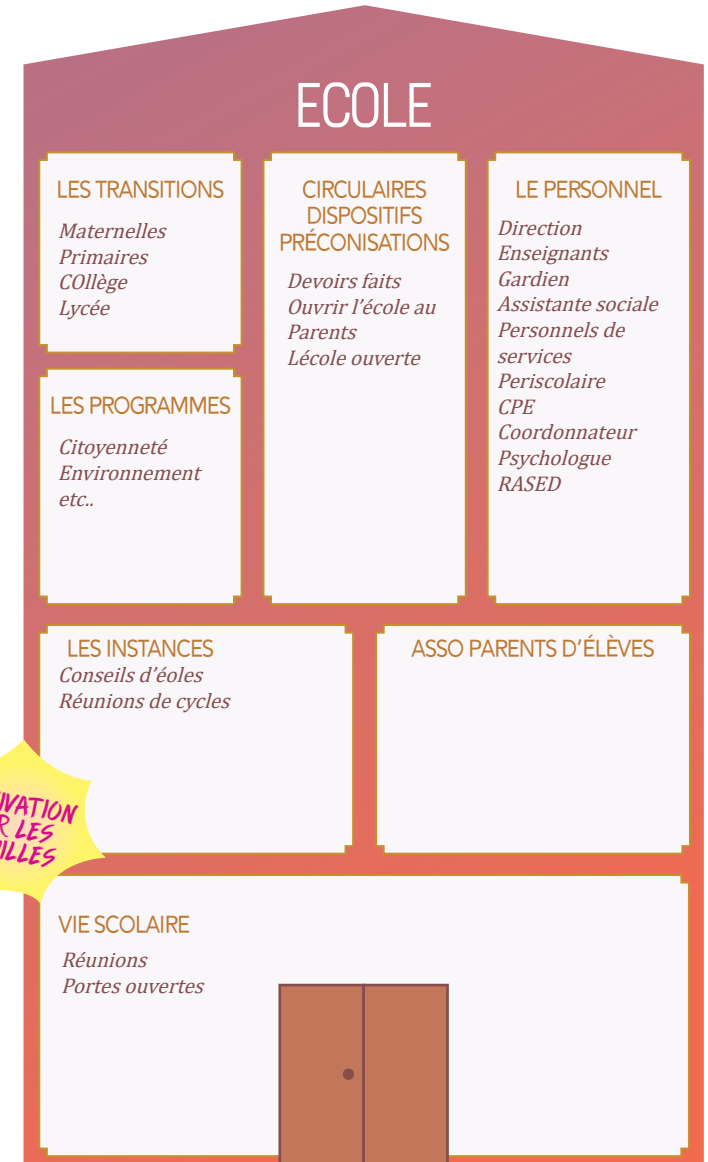 ECOLE
LES TRANSITIONS
Maternelles
Primaires
COllège
Lycée
CIRCULAIRES
DISPOSITIFS
PRÉCONISATIONS
Devoirs faits
Ouvrir l'école au
Parents
Lécole ouverte
LE PERSONNEL
Direction
Enseignants
Gardien
Assistante sociale
Personnels de
services
Periscolaire
CPE
Coordonnateur
Psychologue
RASED
LES PROGRAMMES
Citoyenneté
Environnement
etc..
LES INSTANCES
Conseils d'éoles
Réunions de cycles
ASSO PARENTS D'ÉLÈVES
LES
VIE SCOLAIRE
Réunions
Portes ouvertes